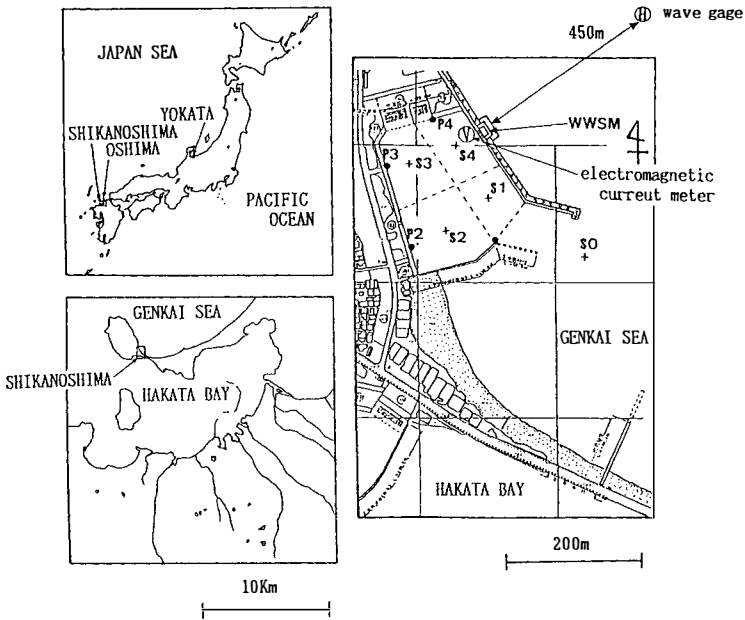 JAPAN SEA
YOKATA
SHIKANOSHIMA
OSHIMA
PACIFIC
OCEAN
GENKAI SEA
SHIKANOSHIMA
HAKATA BAY
10Km
H wave gage
450m
WWSM
electromagnetic
curreut meter
P4
V
S4
P3
S3
S1
P2
S2
S0
GENKAI SEA
HAKATA BAY
200m
4